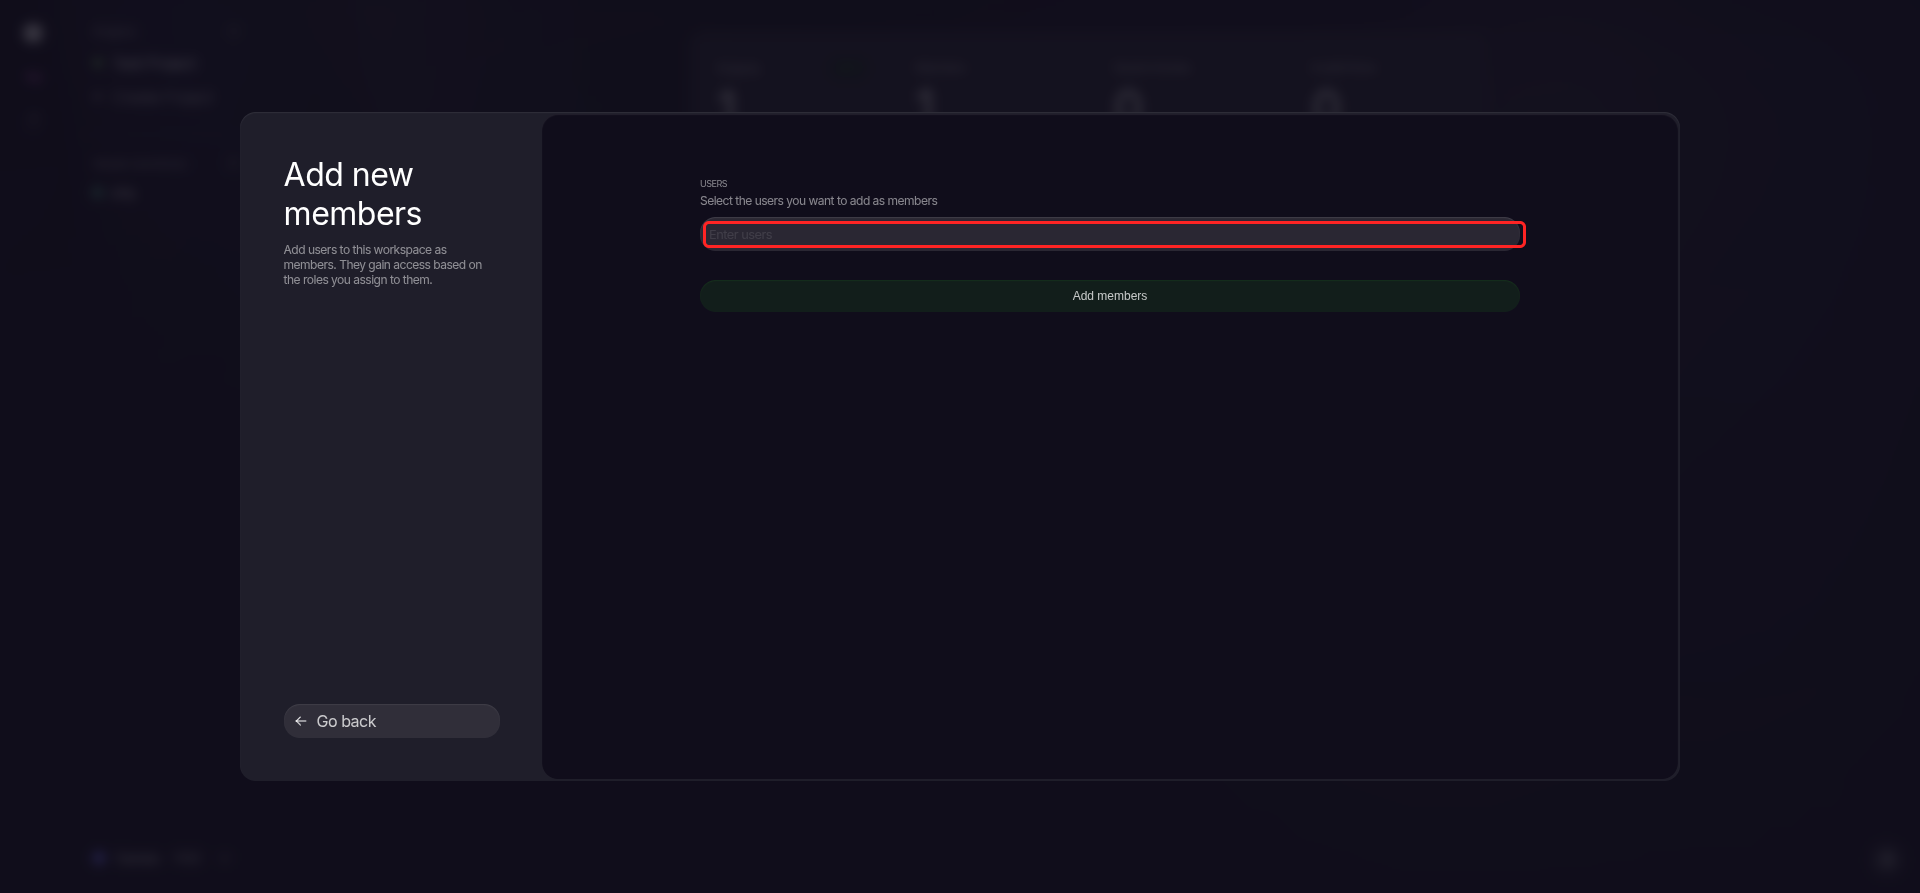 Add new
members
Add users to this workspace as
members. They gain access based on
the roles you assign to them.
Go back
USERS
Select the users you want to add as members
Enter users
Add members